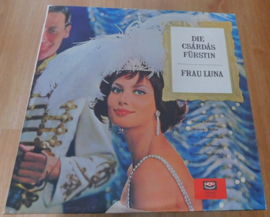 DIE
CSÁRDÁS
FÜRSTIN
FRAU LUNA